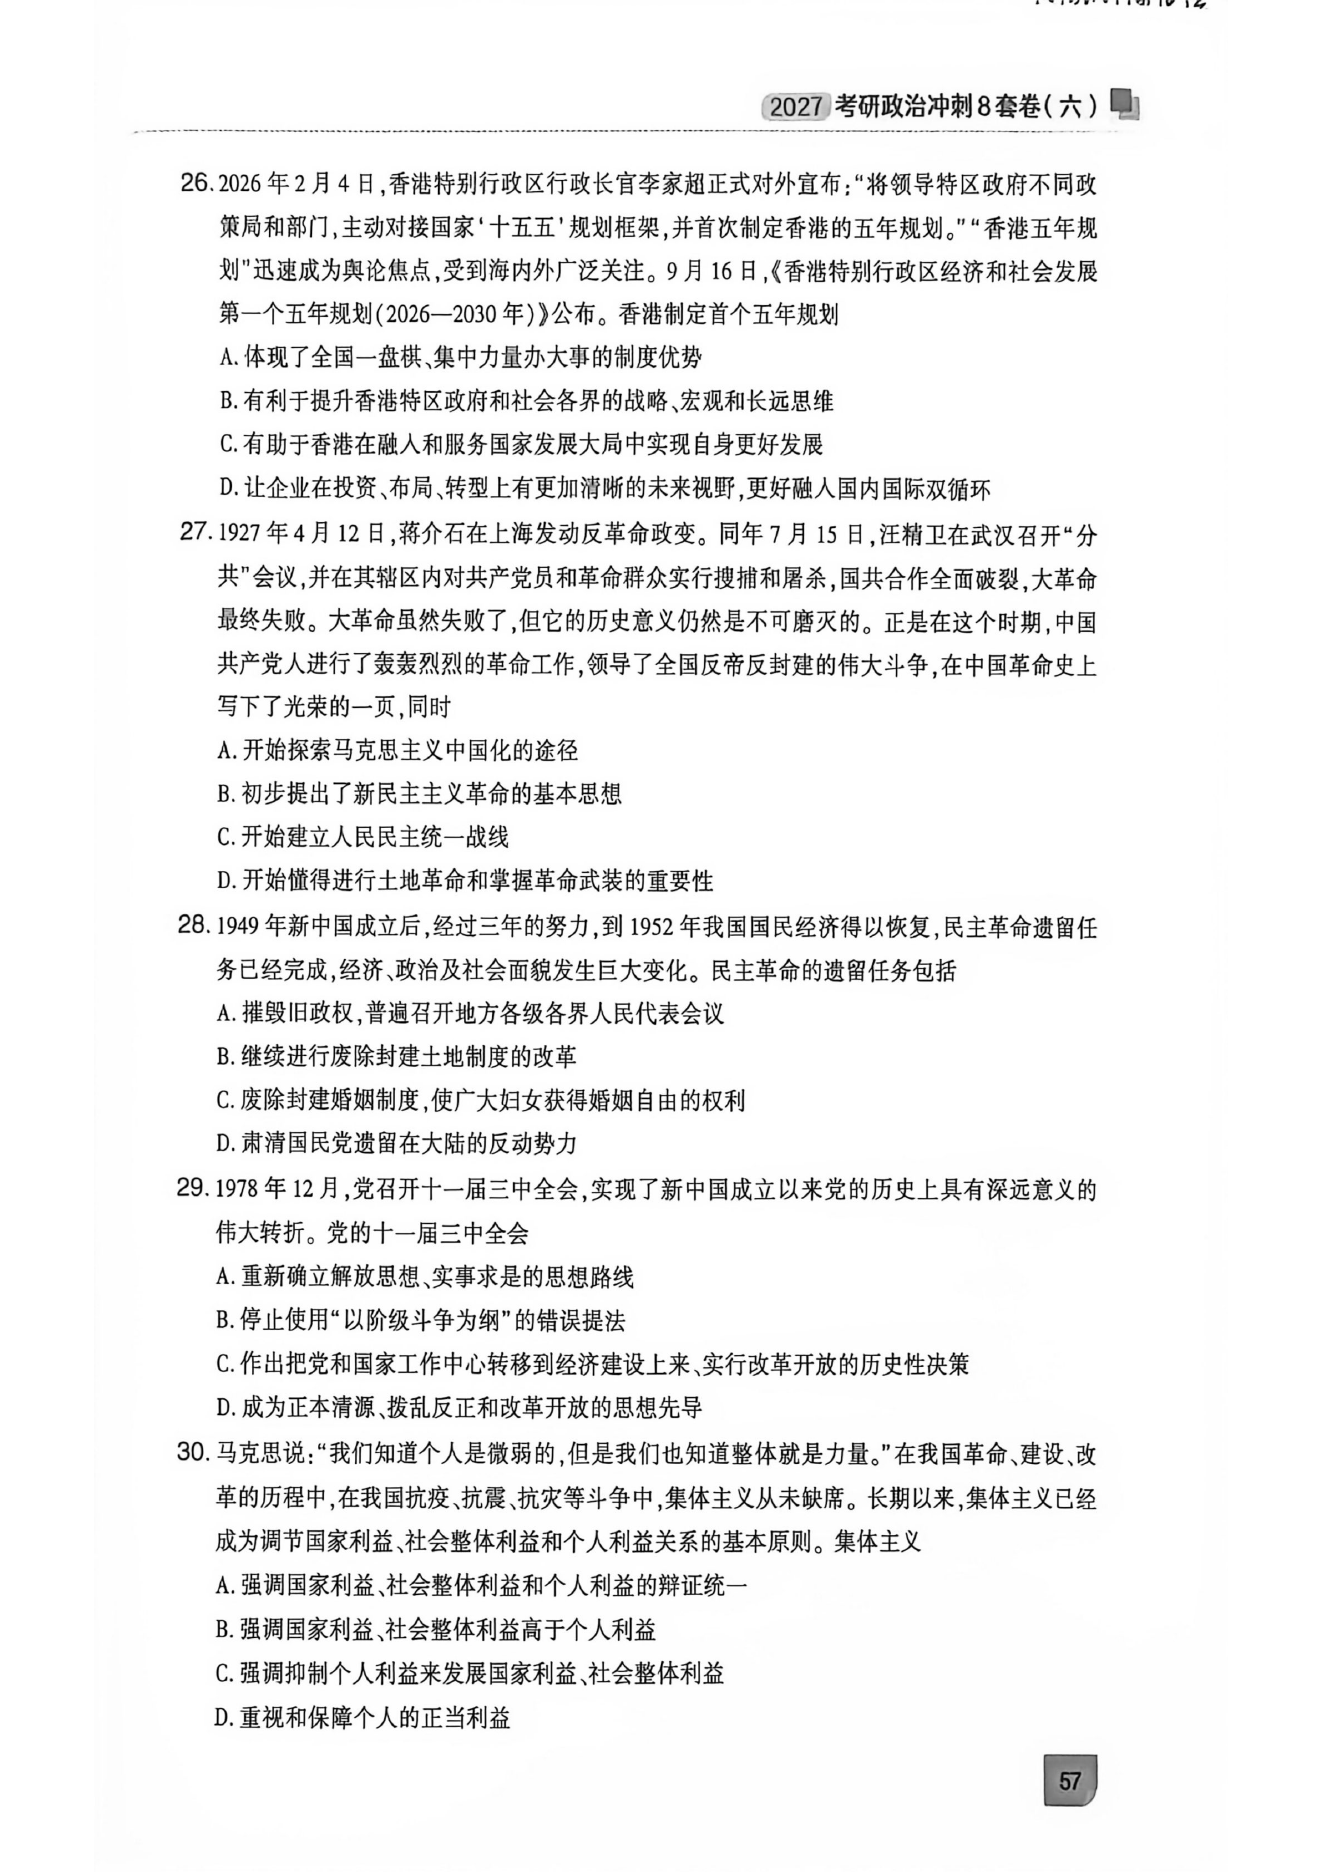 2027 考研政治冲刺8套卷(六)
26. 2026年2月4日,香港特别行政区行政长官李家超正式对外宣布:“将领导特区政府不同政
策局和部门,主动对接国家‘十五五’规划框架,并首次制定香港的五年规划。”“香港五年规
划”迅速成为舆论焦点,受到海内外广泛关注。9月16日,《香港特别行政区经济和社会发展
第一个五年规划(2026—2030年)》公布。香港制定首个五年规划
A. 体现了全国一盘棋、集中力量办大事的制度优势
B. 有利于提升香港特区政府和社会各界的战略、宏观和长远思维
C. 有助于香港在融入和服务国家发展大局中实现自身更好发展
D. 让企业在投资、布局、转型上有更加清晰的未来视野,更好融入国内国际双循环
27. 1927年4月12日,蒋介石在上海发动反革命政变。同年7月15日,汪精卫在武汉召开“分
共”会议,并在其辖区内对共产党员和革命群众实行搜捕和屠杀,国共合作全面破裂,大革命
最终失败。大革命虽然失败了,但它的历史意义仍然是不可磨灭的。正是在这个时期,中国
共产党人进行了轰轰烈烈的革命工作,领导了全国反帝反封建的伟大斗争,在中国革命史上
写下了光荣的一页,同时
A. 开始探索马克思主义中国化的途径
B. 初步提出了新民主主义革命的基本思想
C. 开始建立人民民主统一战线
D. 开始懂得进行土地革命和掌握革命武装的重要性
28. 1949年新中国成立后,经过三年的努力,到1952年我国国民经济得以恢复,民主革命遗留任
务已经完成,经济、政治及社会面貌发生巨大变化。民主革命的遗留任务包括
A. 摧毁旧政权,普遍召开地方各级各界人民代表会议
B. 继续进行废除封建土地制度的改革
C. 废除封建婚姻制度,使广大妇女获得婚姻自由的权利
D. 肃清国民党遗留在大陆的反动势力
29. 1978年12月,党召开十一届三中全会,实现了新中国成立以来党的历史上具有深远意义的
伟大转折。党的十一届三中全会
A. 重新确立解放思想、实事求是的思想路线
B. 停止使用“以阶级斗争为纲”的错误提法
C. 作出把党和国家工作中心转移到经济建设上来、实行改革开放的历史性决策
D. 成为正本清源、拨乱反正和改革开放的思想先导
30. 马克思说:“我们知道个人是微弱的,但是我们也知道整体就是力量。”在我国革命、建设、改
革的历程中,在我国抗疫、抗震、抗灾等斗争中,集体主义从未缺席。长期以来,集体主义已经
成为调节国家利益、社会整体利益和个人利益关系的基本原则。集体主义
A. 强调国家利益、社会整体利益和个人利益的辩证统一
B. 强调国家利益、社会整体利益高于个人利益
C. 强调抑制个人利益来发展国家利益、社会整体利益
D. 重视和保障个人的正当利益
57